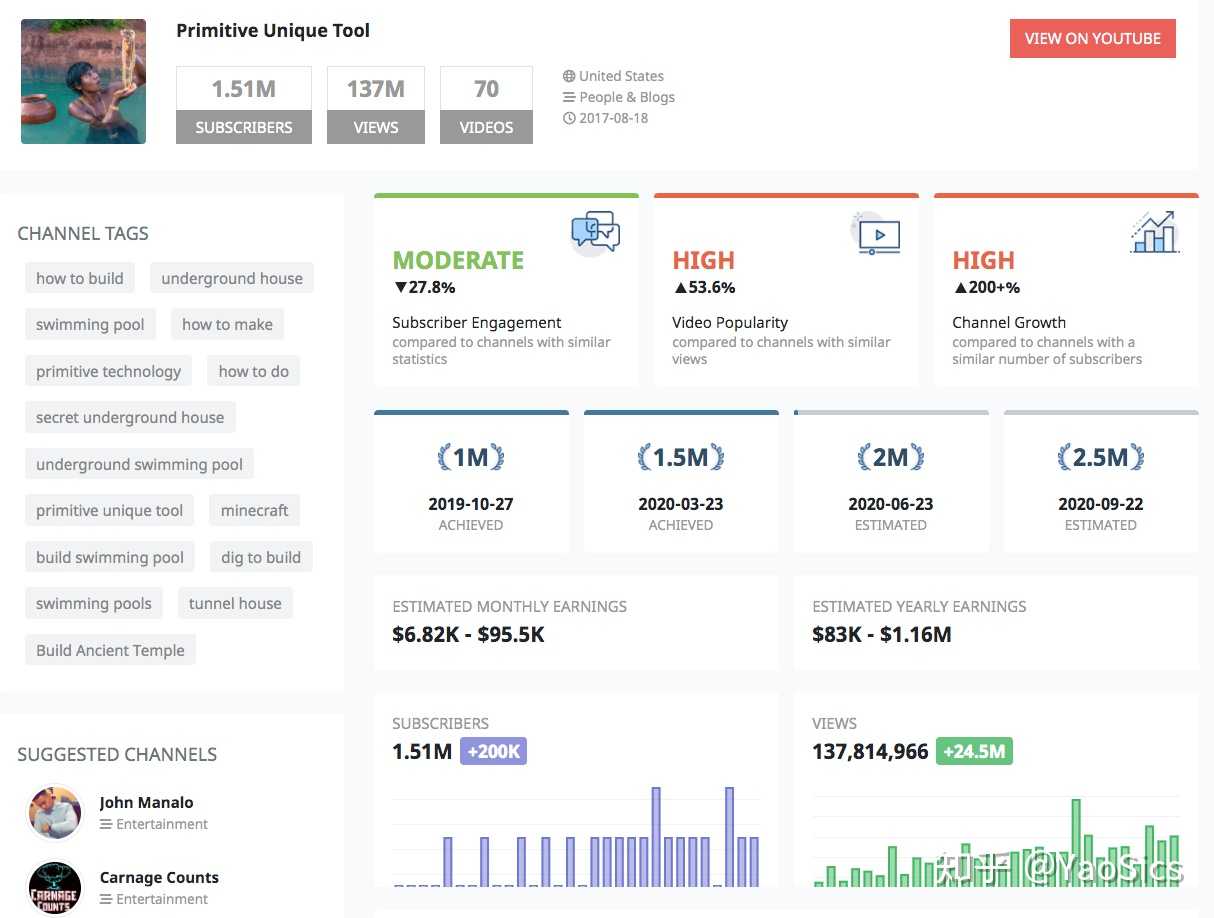 Primitive Unique Tool
VIEW ON YOUTUBE
1.51M
SUBSCRIBERS
137M
VIEWS
70
VIDEOS
United States
People & Blogs
2017-08-18
CHANNEL TAGS
how to build
underground house
swimming pool
how to make
primitive technology
how to do
secret underground house
underground swimming pool
primitive unique tool
minecraft
build swimming pool
dig to build
swimming pools
tunnel house
Build Ancient Temple
SUGGESTED CHANNELS
John Manalo
Entertainment
CARNAGE
COUNTS
Carnage Counts
Entertainment
MODERATE
▼27.8%
Subscriber Engagement
compared to channels with similar
statistics
HIGH
▲53.6%
Video Popularity
compared to channels with similar
views
HIGH
▲200+%
Channel Growth
compared to channels with a
similar number of subscribers
1M
2019-10-27
ACHIEVED
1.5M
2020-03-23
ACHIEVED
2M
2020-06-23
ESTIMATED
2.5M
2020-09-22
ESTIMATED
ESTIMATED MONTHLY EARNINGS
$6.82K - $95.5K
ESTIMATED YEARLY EARNINGS
$83K - $1.16M
SUBSCRIBERS
1.51M +200K
VIEWS
137,814,966 +24.5M
知乎 @YaoSics